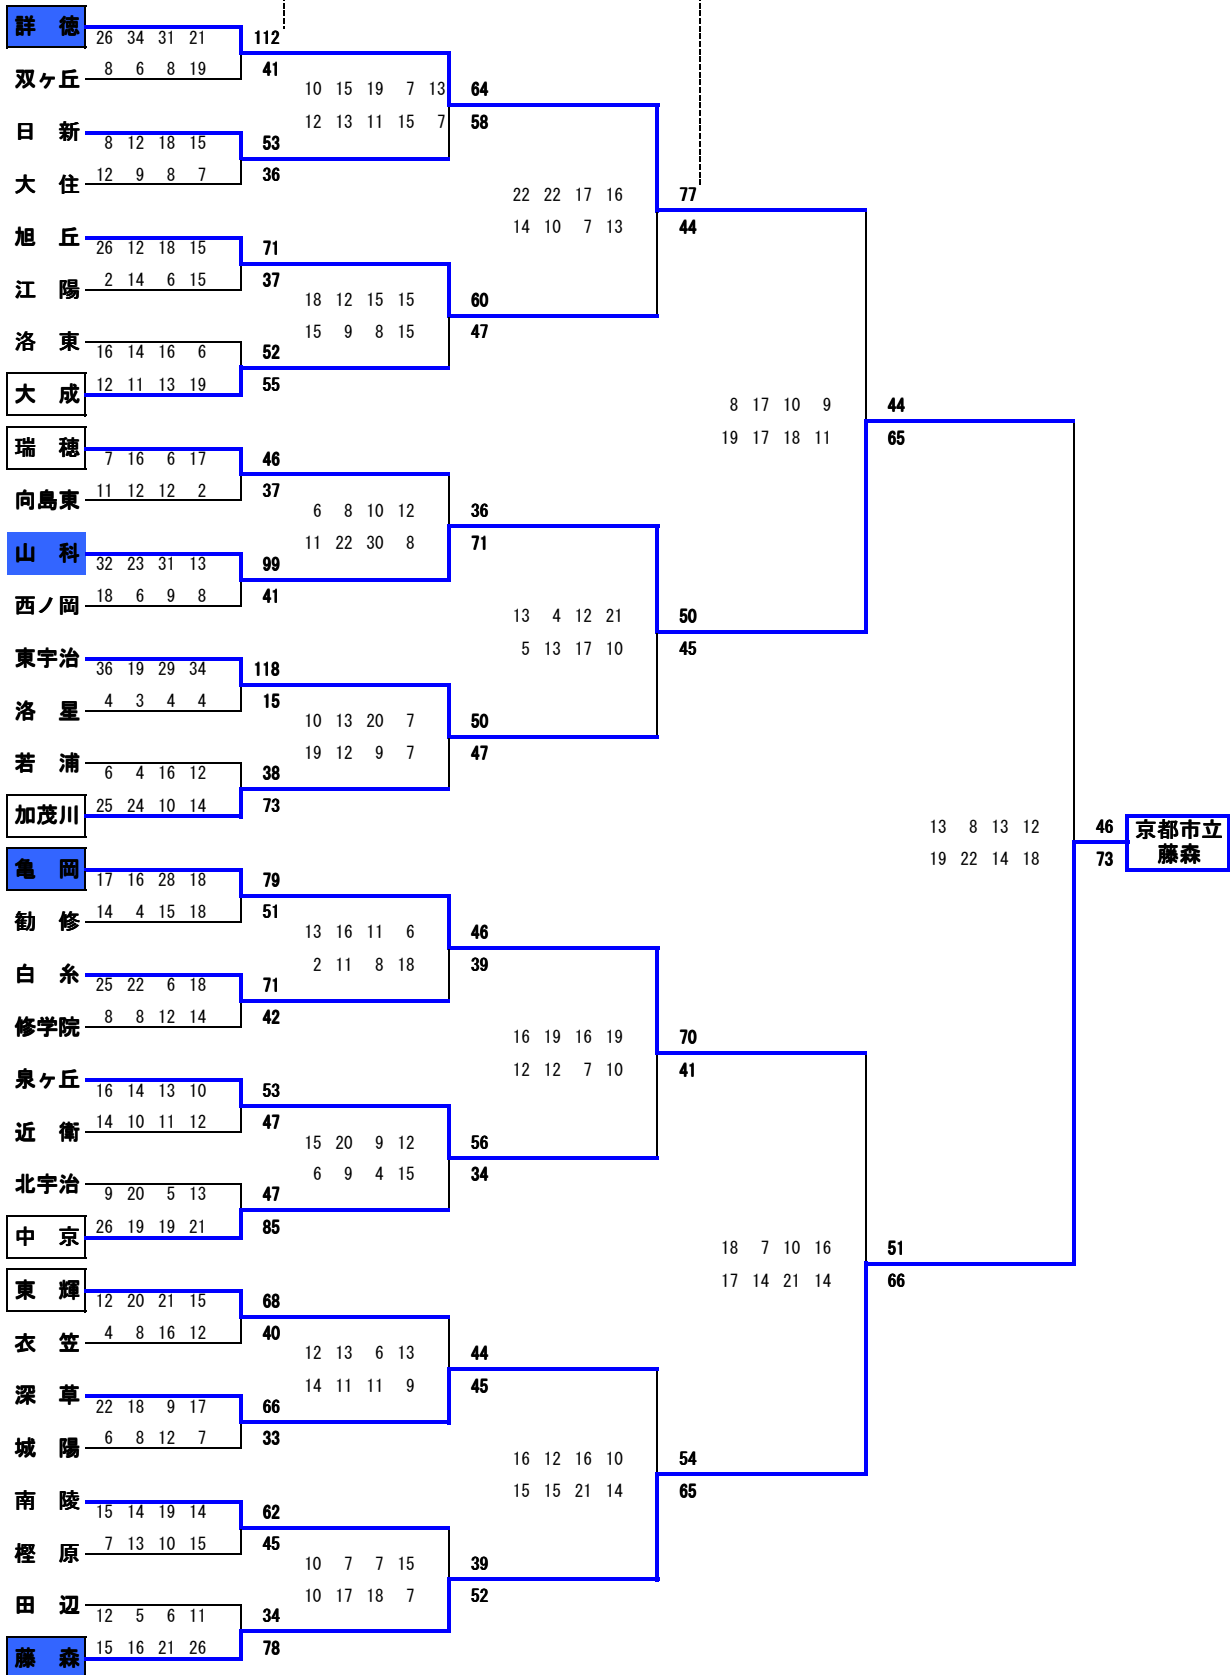 詳 徳
26 34 31 21 112
双ヶ丘
8 6 8 19 41
10 15 19 7 13 64
12 13 11 15 7 58
日 新
8 12 18 15 53
大 住
12 9 8 7 36
22 22 17 16 77
14 10 7 13 44
旭 丘
26 12 18 15 71
江 陽
2 14 6 15 37
18 12 15 15 60
15 9 8 15 47
洛 東
16 14 16 6 52
大 成
12 11 13 19 55
8 17 10 9 44
19 17 18 11 65
瑞 穂
7 16 6 17 46
向島東
11 12 12 2 37
6 8 10 12 36
11 22 30 8 71
山 科
32 23 31 13 99
西ノ岡
18 6 9 8 41
13 4 12 21 50
5 13 17 10 45
東宇治
36 19 29 34 118
洛 星
4 3 4 4 15
10 13 20 7 50
19 12 9 7 47
若 浦
6 4 16 12 38
加茂川
25 24 10 14 73
13 8 13 12 46
19 22 14 18 73
京都市立
藤森
亀 岡
17 16 28 18 79
勧 修
14 4 15 18 51
13 16 11 6 46
2 11 8 18 39
白 糸
25 22 6 18 71
修学院
8 8 12 14 42
16 19 16 19 70
12 12 7 10 41
泉ヶ丘
16 14 13 10 53
近 衛
14 10 11 12 47
15 20 9 12 56
6 9 4 15 34
北宇治
9 20 5 13 47
中 京
26 19 19 21 85
18 7 10 16 51
17 14 21 14 66
東 輝
12 20 21 15 68
衣 笠
4 8 16 12 40
12 13 6 13 44
14 11 11 9 45
深 草
22 18 9 17 66
城 陽
6 8 12 7 33
16 12 16 10 54
15 15 21 14 65
南 陵
15 14 19 14 62
樫 原
7 13 10 15 45
10 7 7 15 39
10 17 18 7 52
田 辺
12 5 6 11 34
藤 森
15 16 21 26 78